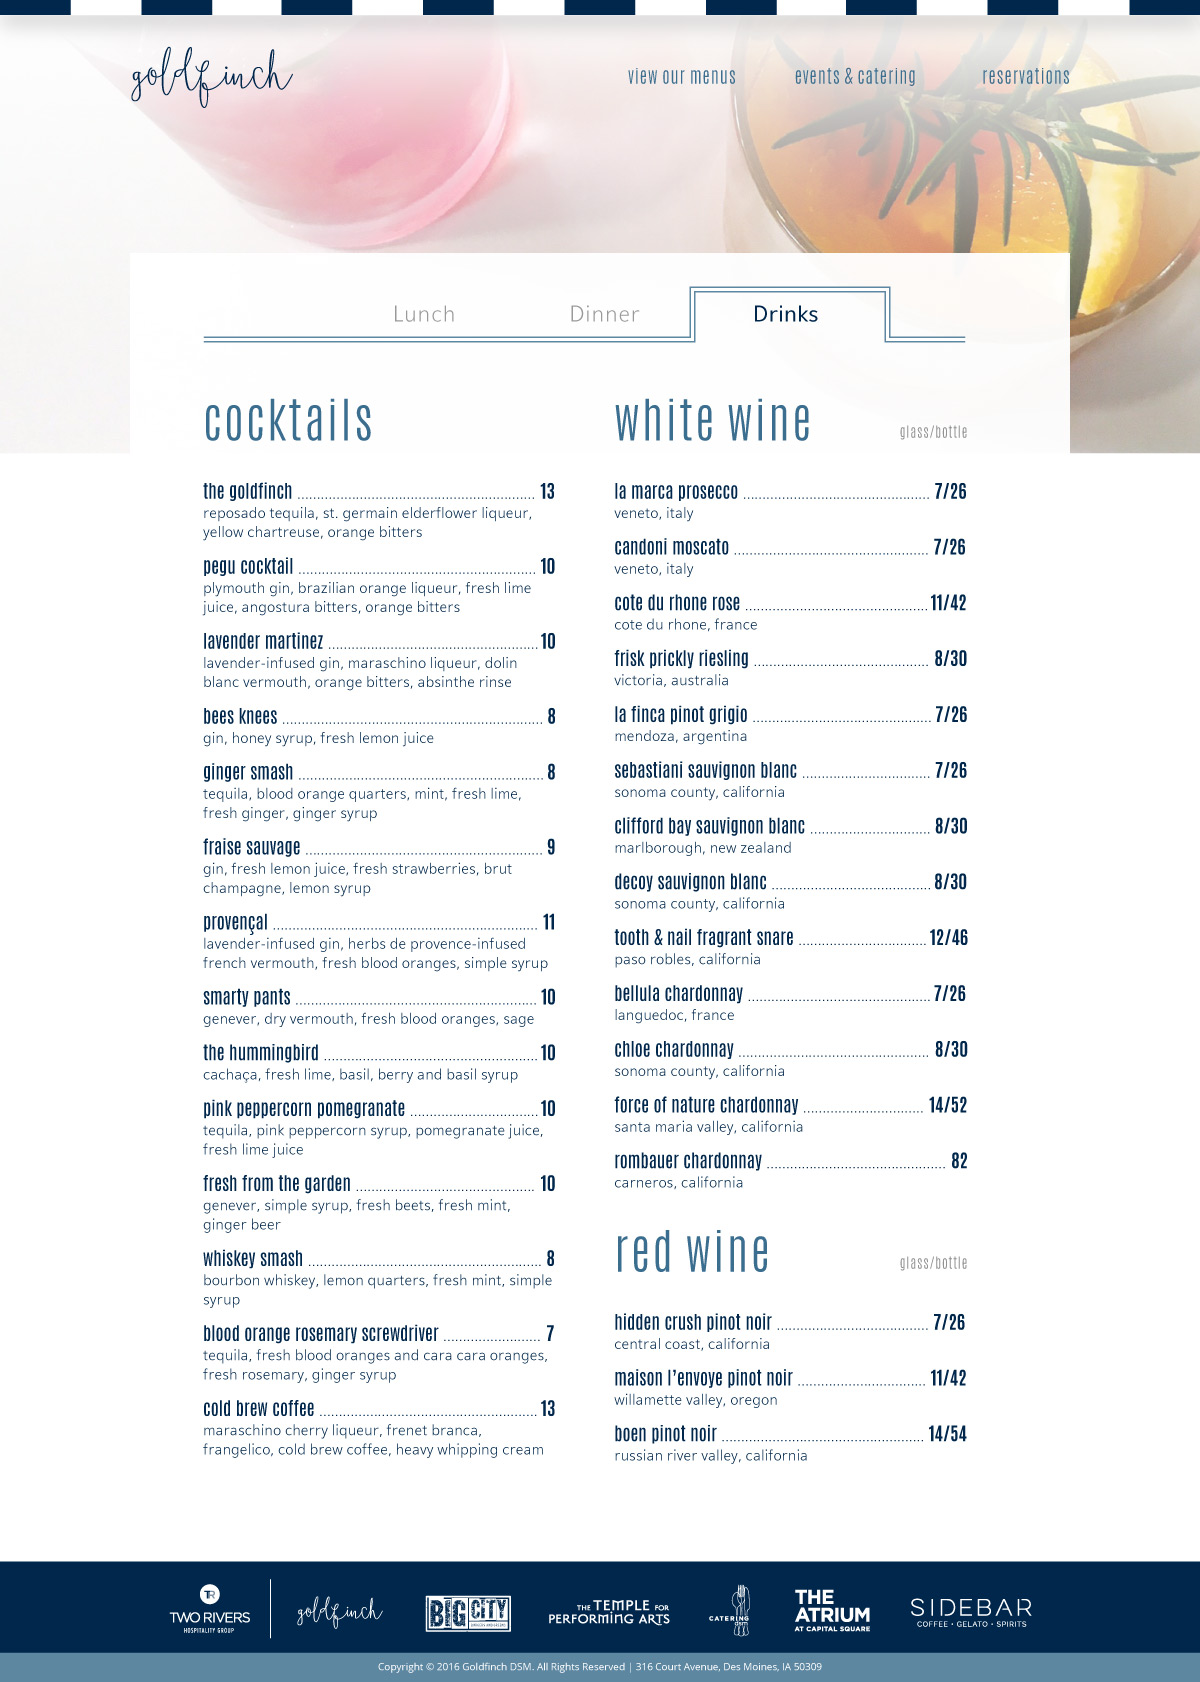 goldfinch
view our menus
events & catering
reservations
Lunch
Dinner
Drinks
cocktails
the goldfinch 13
reposado tequila, st. germain elderflower liqueur,
yellow chartreuse, orange bitters
pegu cocktail 10
plymouth gin, brazilian orange liqueur, fresh lime
juice, angostura bitters, orange bitters
lavender martinez 10
lavender-infused gin, maraschino liqueur, dolin
blanc vermouth, orange bitters, absinthe rinse
bees knees 8
gin, honey syrup, fresh lemon juice
ginger smash 8
tequila, blood orange quarters, mint, fresh lime,
fresh ginger, ginger syrup
fraise sauvage 9
gin, fresh lemon juice, fresh strawberries, brut
champagne, lemon syrup
provençal 11
lavender-infused gin, herbs de provence-infused
french vermouth, fresh blood oranges, simple syrup
smarty pants 10
genever, dry vermouth, fresh blood oranges, sage
the hummingbird 10
cachaça, fresh lime, basil, berry and basil syrup
pink peppercorn pomegranate 10
tequila, pink peppercorn syrup, pomegranate juice,
fresh lime juice
fresh from the garden 10
genever, simple syrup, fresh beets, fresh mint,
ginger beer
whiskey smash 8
bourbon whiskey, lemon quarters, fresh mint, simple
syrup
blood orange rosemary screwdriver 7
tequila, fresh blood oranges and cara cara oranges,
fresh rosemary, ginger syrup
cold brew coffee 13
maraschino cherry liqueur, frenet branca,
frangelico, cold brew coffee, heavy whipping cream
white wine
glass/bottle
la marca prosecco 7/26
veneto, italy
candoni moscato 7/26
veneto, italy
cote du rhone rose 11/42
cote du rhone, france
frisk prickly riesling 8/30
victoria, australia
la finca pinot grigio 7/26
mendoza, argentina
sebastiani sauvignon blanc 7/26
sonoma county, california
clifford bay sauvignon blanc 8/30
marlborough, new zealand
decoy sauvignon blanc 8/30
sonoma county, california
tooth & nail fragrant snare 12/46
paso robles, california
bellula chardonnay 7/26
languedoc, france
chloe chardonnay 8/30
sonoma county, california
force of nature chardonnay 14/52
santa maria valley, california
rombauer chardonnay 82
carneros, california
red wine
glass/bottle
hidden crush pinot noir 7/26
central coast, california
maison l'envoye pinot noir 11/42
willamette valley, oregon
boen pinot noir 14/54
russian river valley, california
TR
TWO RIVERS
HOSPITALITY GROUP
goldfinch
BIG CITY
THE TEMPLE FOR
PERFORMING ARTS
CATERING
dsm
THE
ATRIUM
AT CAPITAL SQUARE
SIDEBAR
COFFEE • GELATO • SPIRITS
Copyright © 2016 Goldfinch DSM. All Rights Reserved | 316 Court Avenue, Des Moines, IA 50309